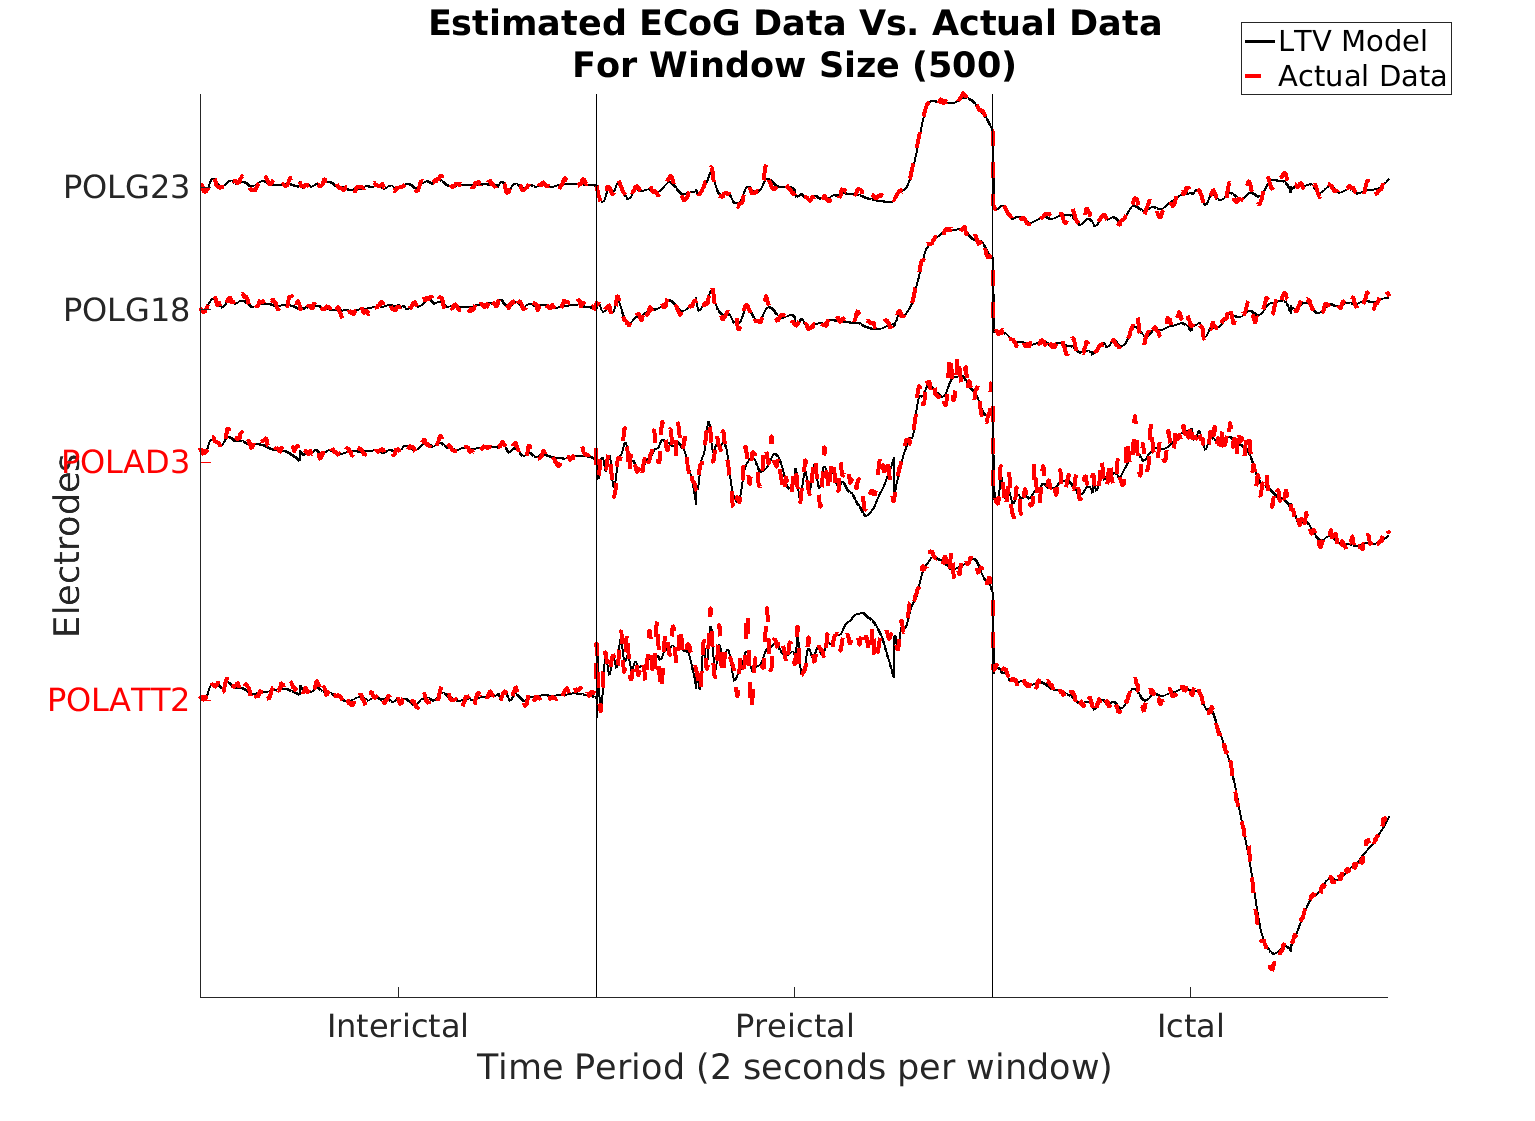 Estimated ECoG Data Vs. Actual Data
For Window Size (500)
LTV Model
Actual Data
POLG23
POLG18
POLAD3
POLATT2
Electrodes
Interictal
Preictal
Ictal
Time Period (2 seconds per window)